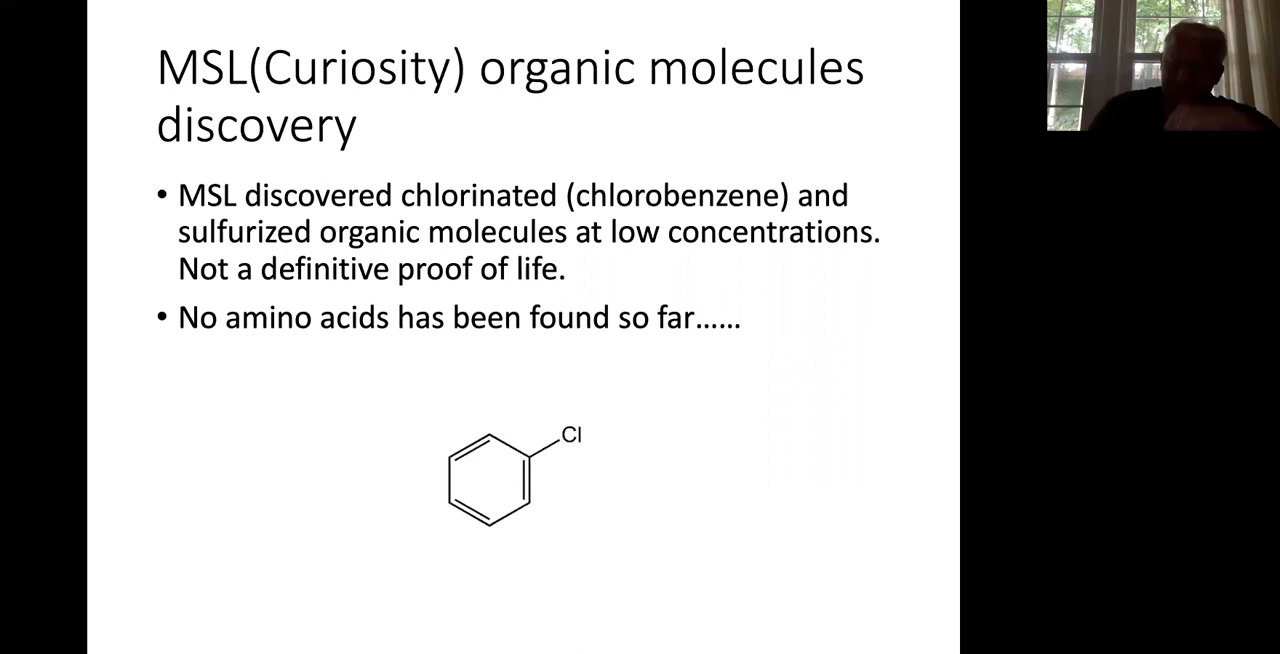 MSL(Curiosity) organic molecules
discovery
• MSL discovered chlorinated (chlorobenzene) and
sulfurized organic molecules at low concentrations.
Not a definitive proof of life.
• No amino acids has been found so far......
Cl